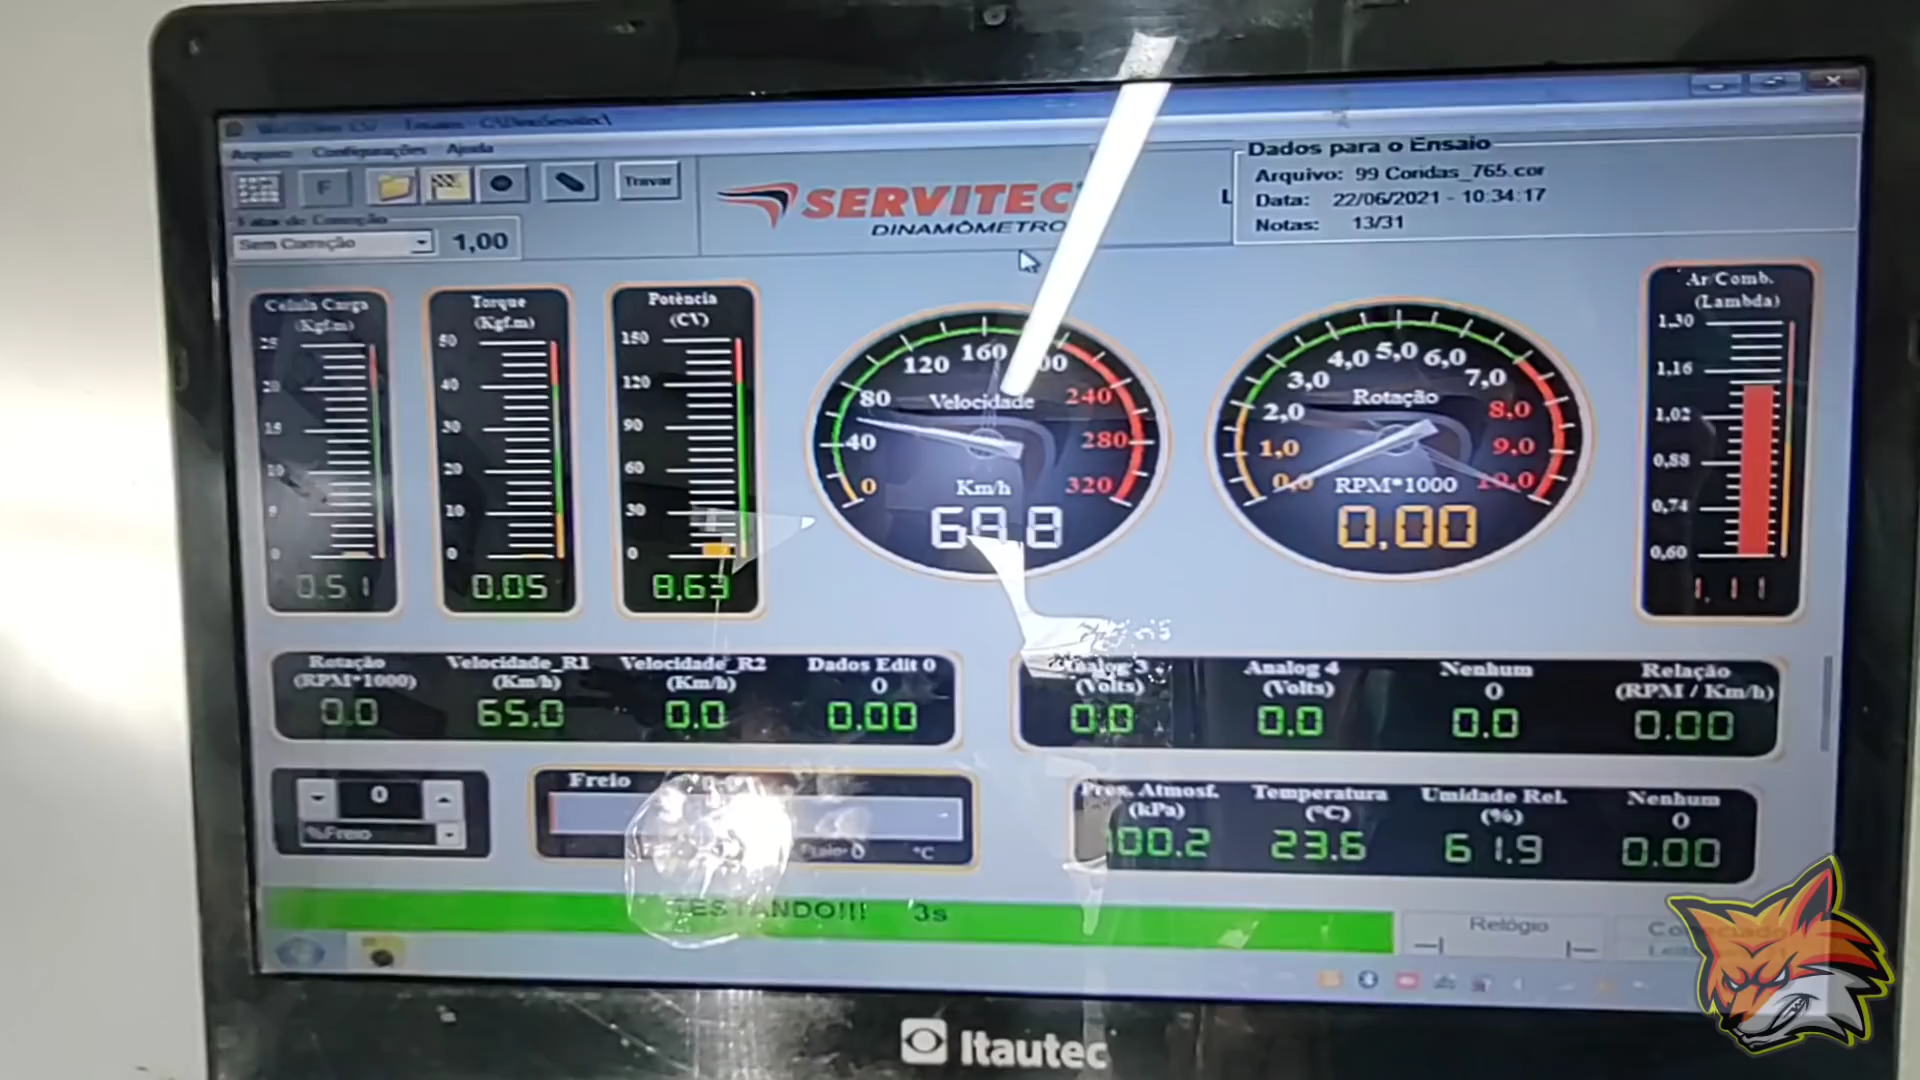 Arquivo Configurações Ajuda
F
Travar
Fator de Correção
Sem Correção 1,00
SERVITEC
DINAMÔMETRO
Dados para o Ensaio
Arquivo: 99 Coridas_765.cor
Data: 22/06/2021 - 10:34:17
Notas: 13/31
Célula Carga
(Kgf.m)
25
20
15
10
5
0
0.51
Torque
(Kgf.m)
50
40
30
20
10
0
0.05
Potência
(CV)
150
120
90
60
30
0
8.63
0
40
80
120
160
240
280
320
Velocidade
Km/h
69.8
0,0
1,0
2,0
3,0
4,0
5,0
6,0
7,0
8,0
9,0
10,0
Rotação
RPM*1000
0.00
Ar/Comb.
(Lambda)
1,30
1,16
1,02
0,88
0,74
0,60
1.11
Rotação
(RPM*1000)
0.0
Velocidade_R1
(Km/h)
65.0
Velocidade_R2
(Km/h)
0.0
Dados Edit 0
0
0.00
Analog 3
(Volts)
0.0
Analog 4
(Volts)
0.0
Nenhum
0
0.0
Relação
(RPM / Km/h)
0.00
0
%Freio
Freio
°C
Pres. Atmosf.
(kPa)
100.2
Temperatura
(°C)
23.6
Umidade Rel.
(%)
61.9
Nenhum
0
0.00
TESTANDO!!! 3s
Relógio
Conectado
Itautec